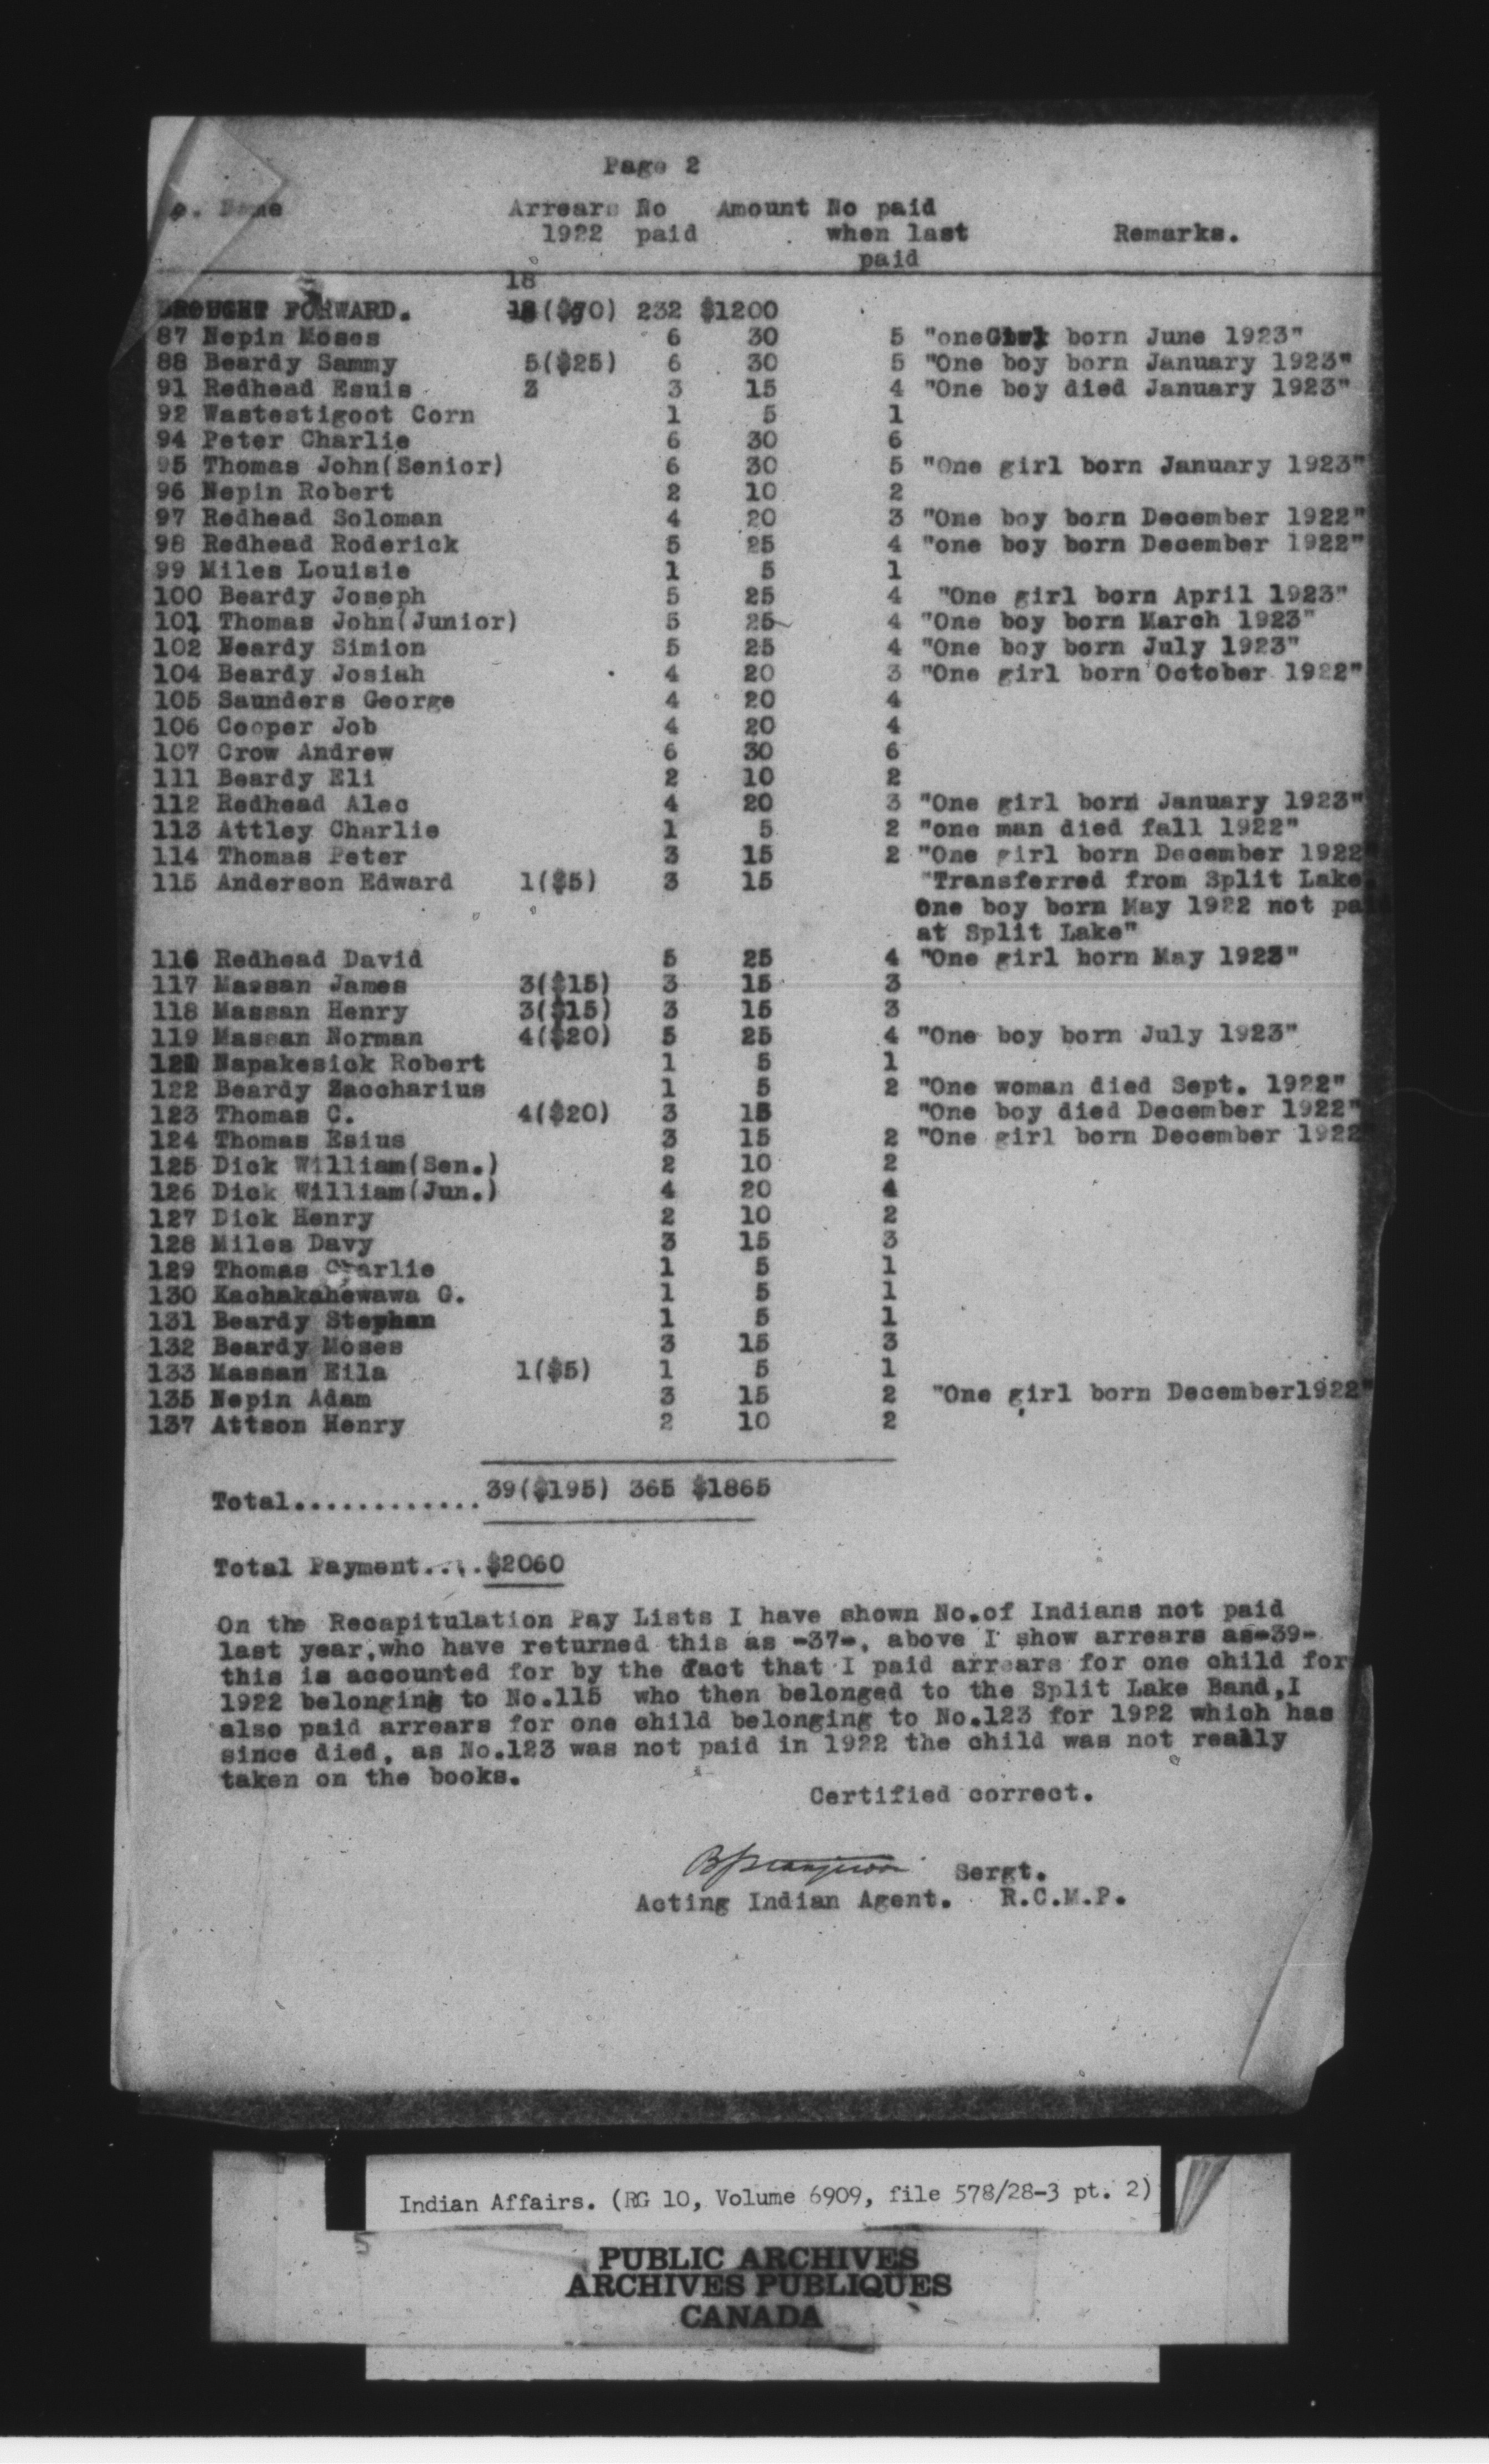 Page 2
Arrears No Amount No paid
1922 paid when last Remarks.
paid
18
BROUGHT FORWARD. ($90) 232 $1200
87 Nepin Moses 6 30 5 "one born June 1923"
88 Beardy Sammy 5($25) 6 30 5 "One boy born January 1923"
91 Redhead Esuis 3 15 4 "One boy died January 1923"
92 Wastestigoot Corn 1 5 1
94 Peter Charlie 6 30 6
95 Thomas John(Senior) 6 30 5 "One girl born January 1923"
96 Nepin Robert 2 10 2
97 Redhead Soloman 4 20 3 "One boy born December 1922"
98 Redhead Roderick 5 25 4 "one boy born December 1922"
99 Miles Louisie 1 5 1
100 Beardy Joseph 5 25 4 "One girl born April 1923"
101 Thomas John(Junior) 5 25 4 "One boy born March 1923"
102 Beardy Simion 5 25 4 "One boy born July 1923"
104 Beardy Josiah 4 20 3 "One girl born October 1922"
105 Saunders George 4 20 4
106 Cooper Job 4 20 4
107 Crow Andrew 6 30 6
111 Beardy Eli 2 10 2
112 Redhead Alec 4 20 3 "One girl born January 1923"
113 Attley Charlie 1 5 2 "one man died fall 1922"
114 Thomas Peter 3 15 2 "One girl born December 1922"
115 Anderson Edward 1($5) 3 15 "Transferred from Split Lake
One boy born May 1922 not paid
at Split Lake"
116 Redhead David 5 25 4 "One girl born May 1923"
117 Massan James 3($15) 3 15 3
118 Massan Henry 3($15) 3 15 3
119 Massan Norman 4($20) 5 25 4 "One boy born July 1923"
Napakesick Robert 1 5 1
122 Beardy Zaccharius 1 5 2 "One woman died Sept. 1922"
123 Thomas C. 4($20) 3 15 "One boy died December 1922"
124 Thomas Esius 3 15 2 "One girl born December 1922"
125 Dick William(Sen.) 2 10 2
126 Dick William(Jun.) 4 20 4
127 Dick Henry 2 10 2
128 Miles Davy 3 15 3
129 Thomas Charlie 1 5 1
130 Kachakahewawa G. 1 5 1
131 Beardy Stephan 1 5 1
132 Beardy Moses 3 15 3
133 Massan Eila 1($5) 1 5 1
135 Nepin Adam 3 15 2 "One girl born December1922"
137 Attson Henry 2 10 2
Total............. 39($195) 365 $1865
Total Payment.....$2060
On the Recapitulation Pay Lists I have shown No.of Indians not paid
last year,who have returned this as -37-, above I show arrears as-39-
this is accounted for by the fact that I paid arrears for one child for
1922 belonging to No.115 who then belonged to the Split Lake Band,I
also paid arrears for one child belonging to No.123 for 1922 which has
since died, as No.123 was not paid in 1922 the child was not really
taken on the books.
Certified correct.
Sergt.
Acting Indian Agent. R.C.M.P.
Indian Affairs. (RG 10, Volume 6909, file 578/28-3 pt. 2)
5
PUBLIC ARCHIVES
ARCHIVES PUBLIQUES
CANADA